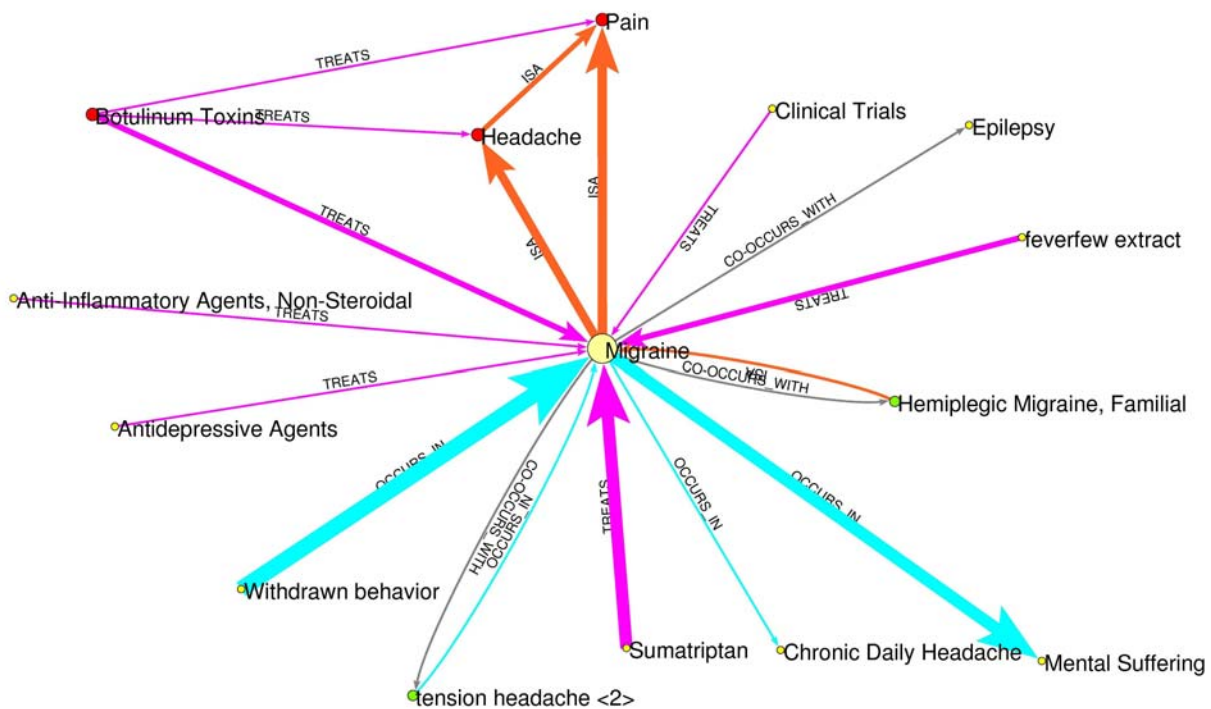 Pain
TREATS
ISA
Botulinum Toxins
TREATS
Headache
Clinical Trials
Epilepsy
ISA
TREATS
TREATS
ISA
CO-OCCURS_WITH
feverfew extract
Anti-Inflammatory Agents, Non-Steroidal
TREATS
TREATS
Migraine
CO-OCCURS_WITH
ISA
TREATS
Hemiplegic Migraine, Familial
Antidepressive Agents
OCCURS_IN
CO-OCCURS_WITH
OCCURS_IN
TREATS
OCCURS_IN
OCCURS_IN
Withdrawn behavior
Sumatriptan
Chronic Daily Headache
Mental Suffering
tension headache <2>